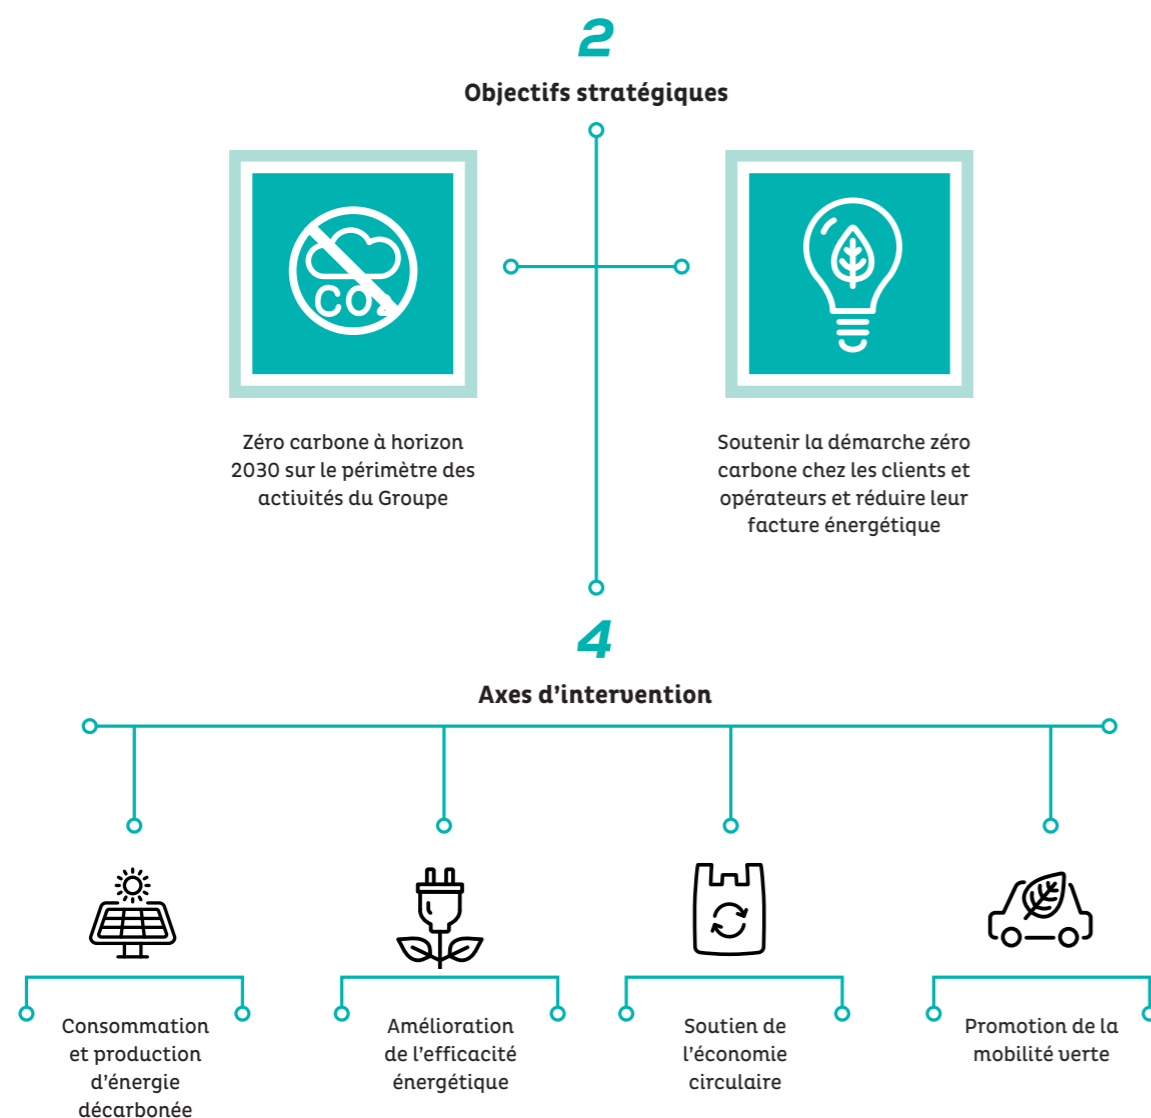 2
Objectifs stratégiques
CO₂
Zéro carbone à horizon
2030 sur le périmètre des
activités du Groupe
Soutenir la démarche zéro
carbone chez les clients et
opérateurs et réduire leur
facture énergétique
4
Axes d'intervention
Consommation
et production
d'énergie
décarbonée
Amélioration
de l'efficacité
énergétique
Soutien de
l'économie
circulaire
Promotion de la
mobilité verte